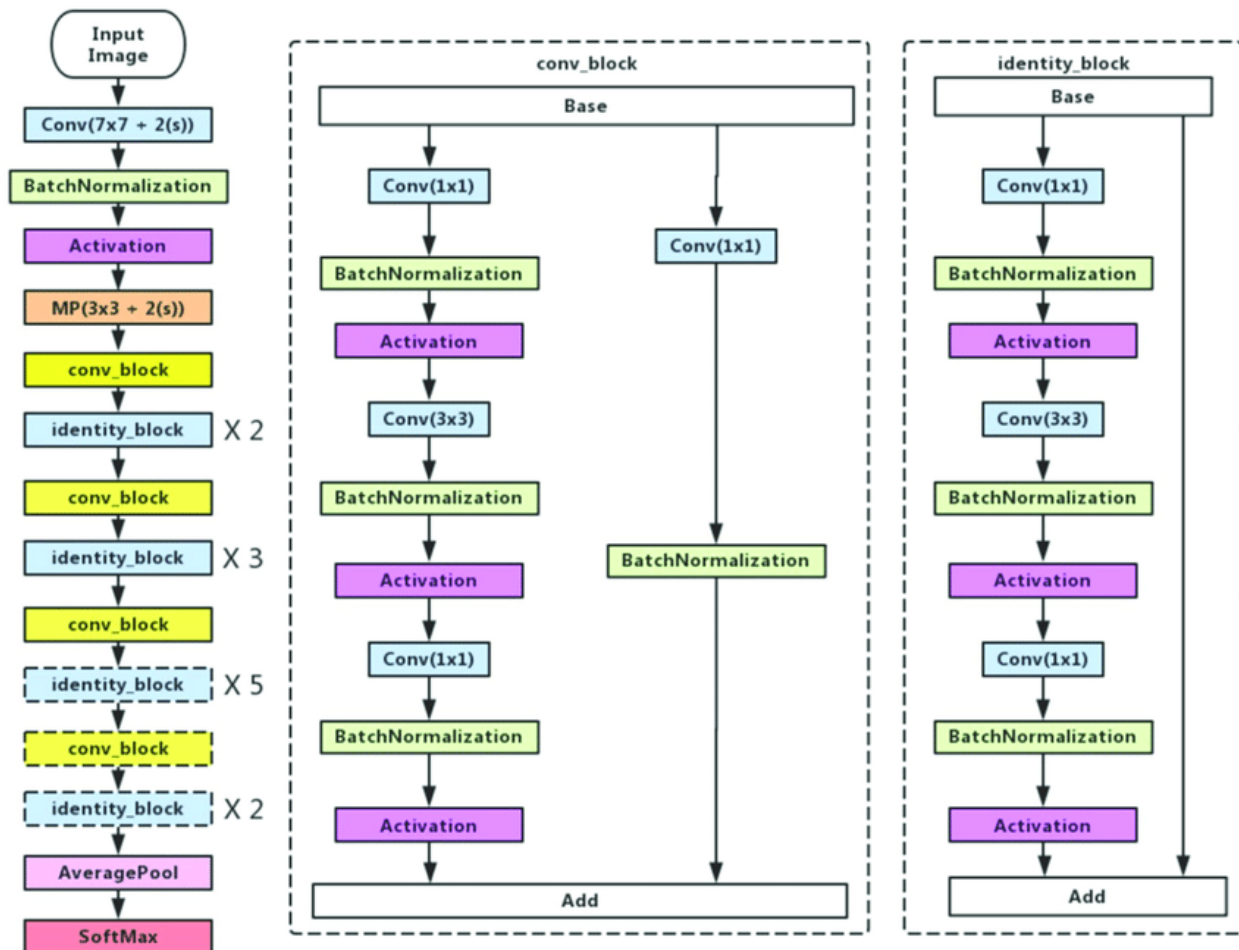 Input
Image
Conv(7x7 + 2(s))
BatchNormalization
Activation
MP(3x3 + 2(s))
conv_block
identity_block X 2
conv_block
identity_block X 3
conv_block
identity_block X 5
conv_block
identity_block X 2
AveragePool
SoftMax
conv_block
Base
Conv(1x1)
BatchNormalization
Activation
Conv(3x3)
BatchNormalization
Activation
Conv(1x1)
BatchNormalization
Activation
Conv(1x1)
BatchNormalization
Add
identity_block
Base
Conv(1x1)
BatchNormalization
Activation
Conv(3x3)
BatchNormalization
Activation
Conv(1x1)
BatchNormalization
Activation
Add